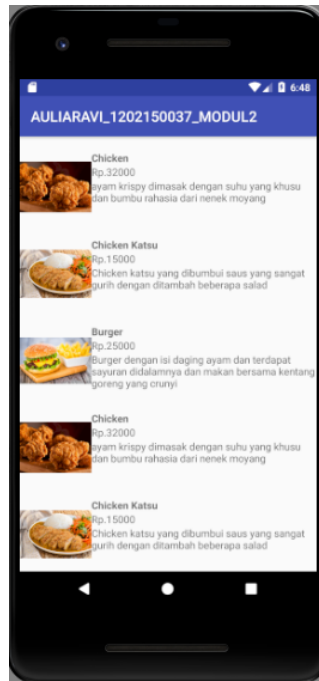 6:48
AULIARAVI_1202150037_MODUL2
Chicken
Rp.32000
ayam krispy dimasak dengan suhu yang khusu
dan bumbu rahasia dari nenek moyang
Chicken Katsu
Rp.15000
Chicken katsu yang dibumbui saus yang sangat
gurih dengan ditambah beberapa salad
Burger
Rp.25000
Burger dengan isi daging ayam dan terdapat
sayuran didalamnya dan makan bersama kentang
goreng yang crunyi
Chicken
Rp.32000
ayam krispy dimasak dengan suhu yang khusu
dan bumbu rahasia dari nenek moyang
Chicken Katsu
Rp.15000
Chicken katsu yang dibumbui saus yang sangat
gurih dengan ditambah beberapa salad